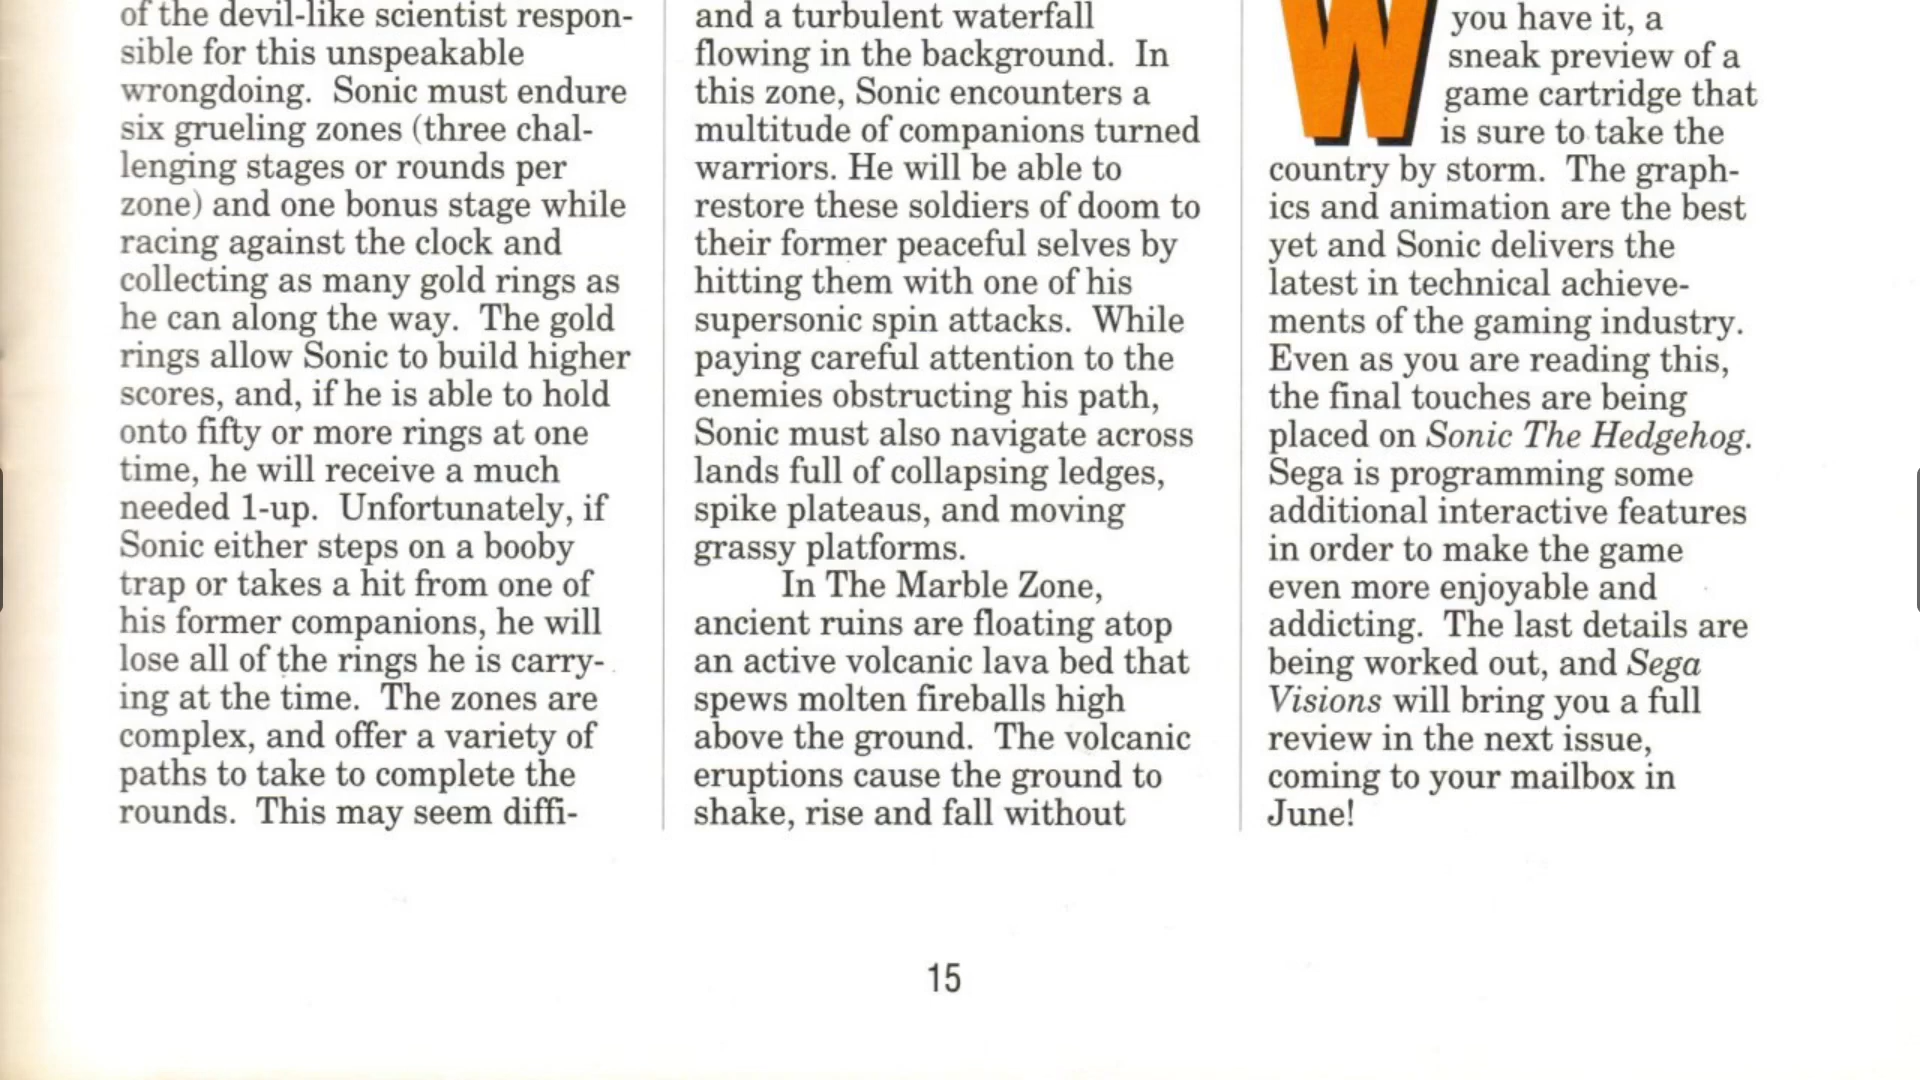 of the devil-like scientist respon-
sible for this unspeakable
wrongdoing.  Sonic must endure
six grueling zones (three chal-
lenging stages or rounds per
zone) and one bonus stage while
racing against the clock and
collecting as many gold rings as
he can along the way.  The gold
rings allow Sonic to build higher
scores, and, if he is able to hold
onto fifty or more rings at one
time, he will receive a much
needed 1-up.  Unfortunately, if
Sonic either steps on a booby
trap or takes a hit from one of
his former companions, he will
lose all of the rings he is carry-
ing at the time.  The zones are
complex, and offer a variety of
paths to take to complete the
rounds.  This may seem diffi-
and a turbulent waterfall
flowing in the background.  In
this zone, Sonic encounters a
multitude of companions turned
warriors. He will be able to
restore these soldiers of doom to
their former peaceful selves by
hitting them with one of his
supersonic spin attacks.  While
paying careful attention to the
enemies obstructing his path,
Sonic must also navigate across
lands full of collapsing ledges,
spike plateaus, and moving
grassy platforms.
In The Marble Zone,
ancient ruins are floating atop
an active volcanic lava bed that
spews molten fireballs high
above the ground.  The volcanic
eruptions cause the ground to
shake, rise and fall without
W you have it, a
sneak preview of a
game cartridge that
is sure to take the
country by storm.  The graph-
ics and animation are the best
yet and Sonic delivers the
latest in technical achieve-
ments of the gaming industry.
Even as you are reading this,
the final touches are being
placed on Sonic The Hedgehog.
Sega is programming some
additional interactive features
in order to make the game
even more enjoyable and
addicting.  The last details are
being worked out, and Sega
Visions will bring you a full
review in the next issue,
coming to your mailbox in
June!
15